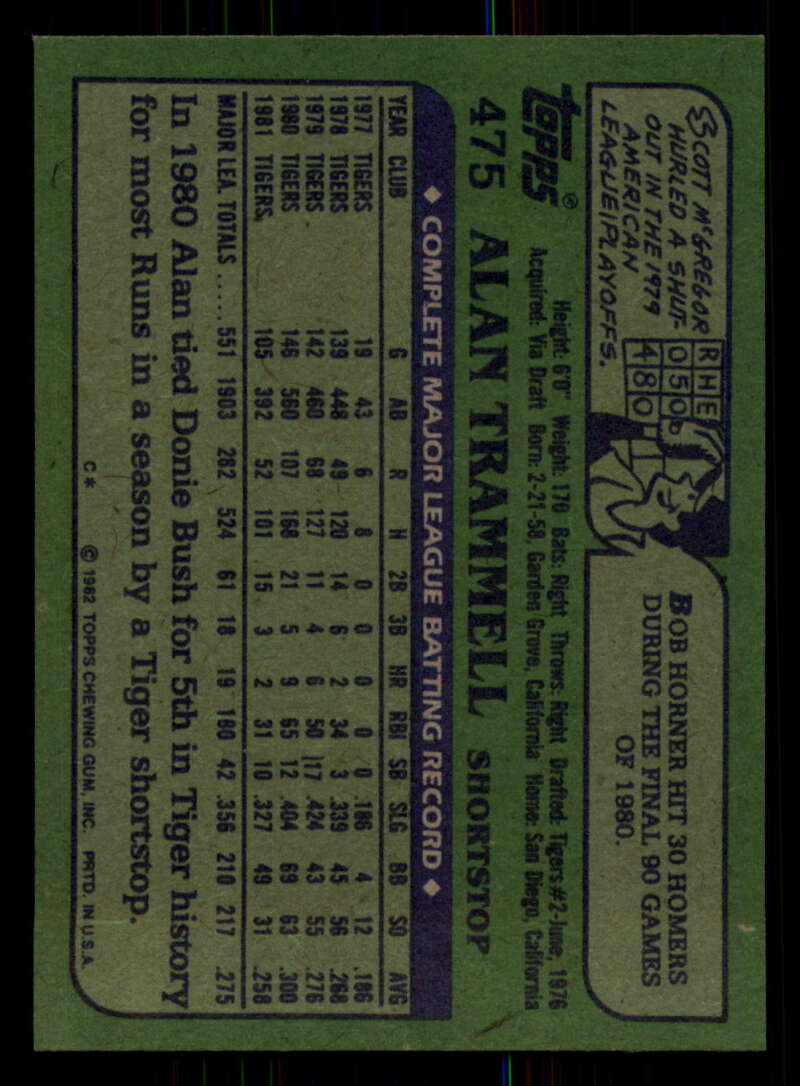 SCOTT McGREGOR
HURLED A SHUT-
OUT IN THE 1979
AMERICAN
LEAGUE PLAYOFFS.
R H E
0 5 0
4 8 0
BOB HORNER HIT 30 HOMERS
DURING THE FINAL 90 GAMES
OF 1980.
TOPPS®
475 ALAN TRAMMELL SHORTSTOP
Height: 6'0" Weight: 170 Bats: Right Throws: Right Drafted: Tigers #2-June, 1976
Acquired: Via Draft Born: 2-21-58, Garden Grove, California Home: San Diego, California
◆ COMPLETE MAJOR LEAGUE BATTING RECORD ◆
YEAR CLUB G AB R H 2B 3B HR RBI SB SLG BB SO AVG
1977 TIGERS 19 43 6 8 0 0 0 0 0 .186 4 12 .186
1978 TIGERS 139 448 49 120 14 6 2 34 3 .339 45 56 .268
1979 TIGERS 142 460 68 127 11 4 6 50 17 .424 43 55 .276
1980 TIGERS 146 560 107 168 21 5 9 65 12 .404 69 63 .300
1981 TIGERS 105 392 52 101 15 3 2 31 10 .327 49 31 .258
MAJOR LEA. TOTALS ..... 551 1903 282 524 61 18 19 180 42 .356 210 217 .275
In 1980 Alan tied Donie Bush for 5th in Tiger history
for most Runs in a season by a Tiger shortstop.
C* © 1982 TOPPS CHEWING GUM, INC. PRTD. IN U.S.A.